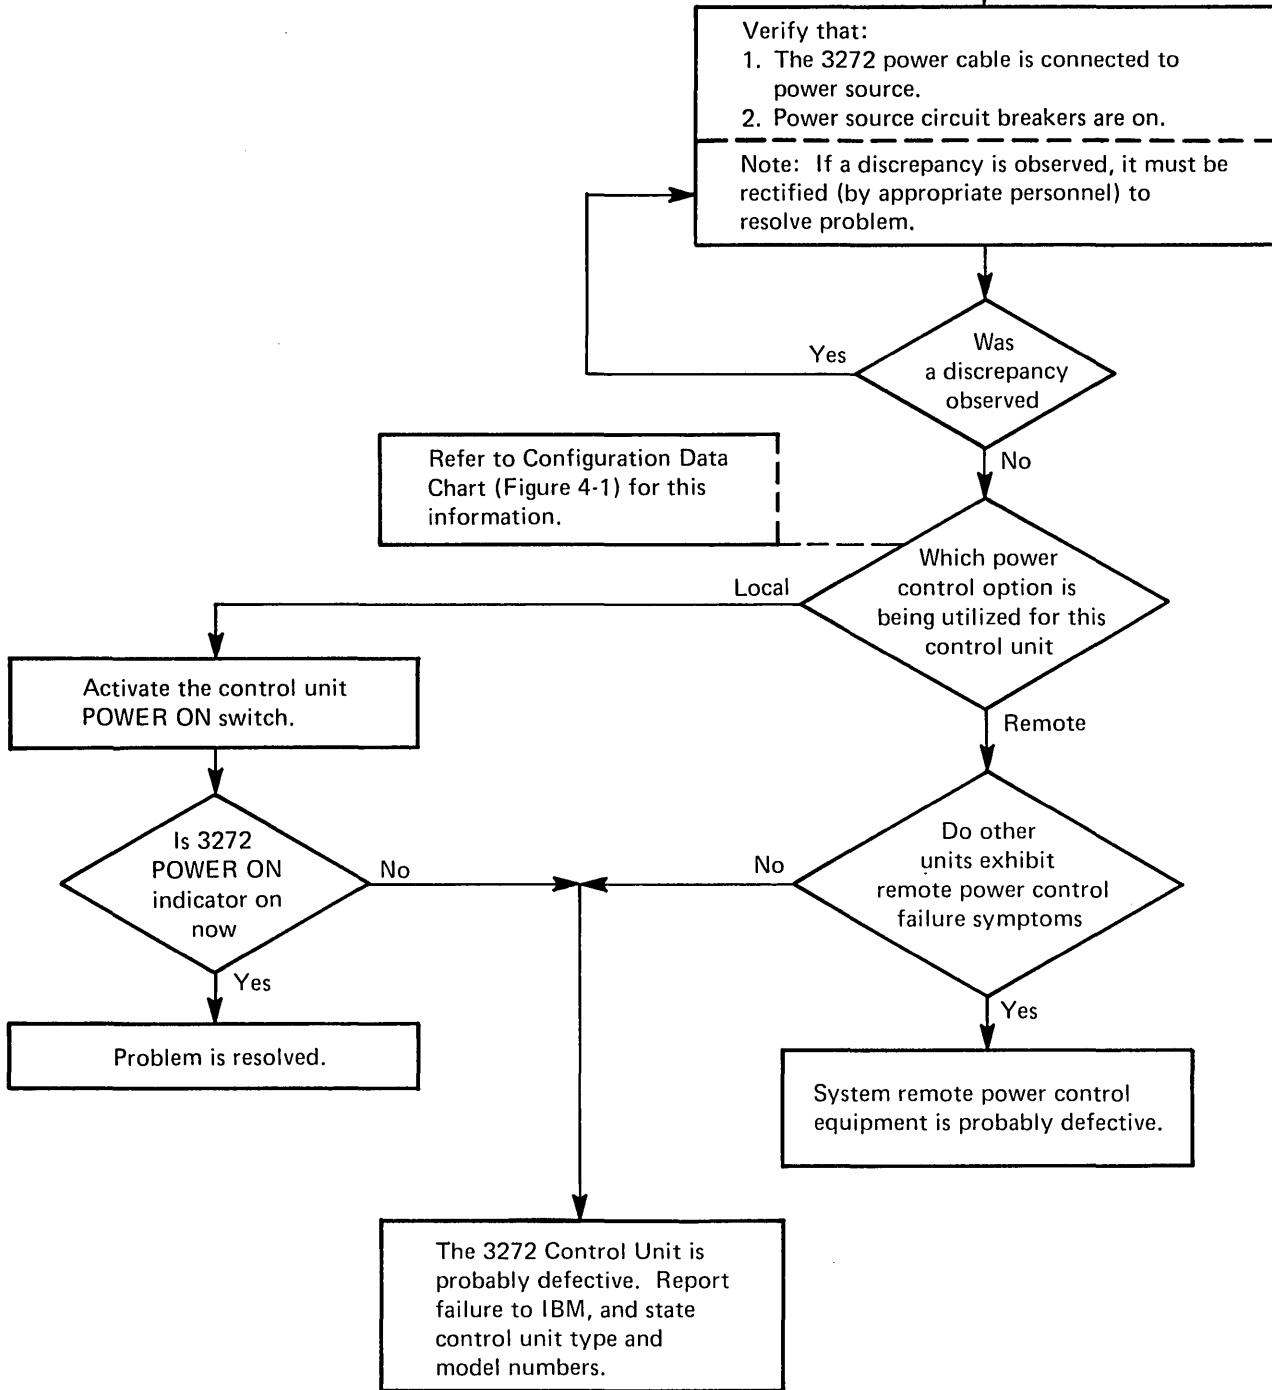 Verify that:
1. The 3272 power cable is connected to
power source.
2. Power source circuit breakers are on.
Note: If a discrepancy is observed, it must be
rectified (by appropriate personnel) to
resolve problem.
Was
a discrepancy
observed
Yes
No
Refer to Configuration Data
Chart (Figure 4-1) for this
information.
Which power
control option is
being utilized for this
control unit
Local
Remote
Activate the control unit
POWER ON switch.
Is 3272
POWER ON
indicator on
now
No
Yes
Problem is resolved.
Do other
units exhibit
remote power control
failure symptoms
No
Yes
System remote power control
equipment is probably defective.
The 3272 Control Unit is
probably defective. Report
failure to IBM, and state
control unit type and
model numbers.